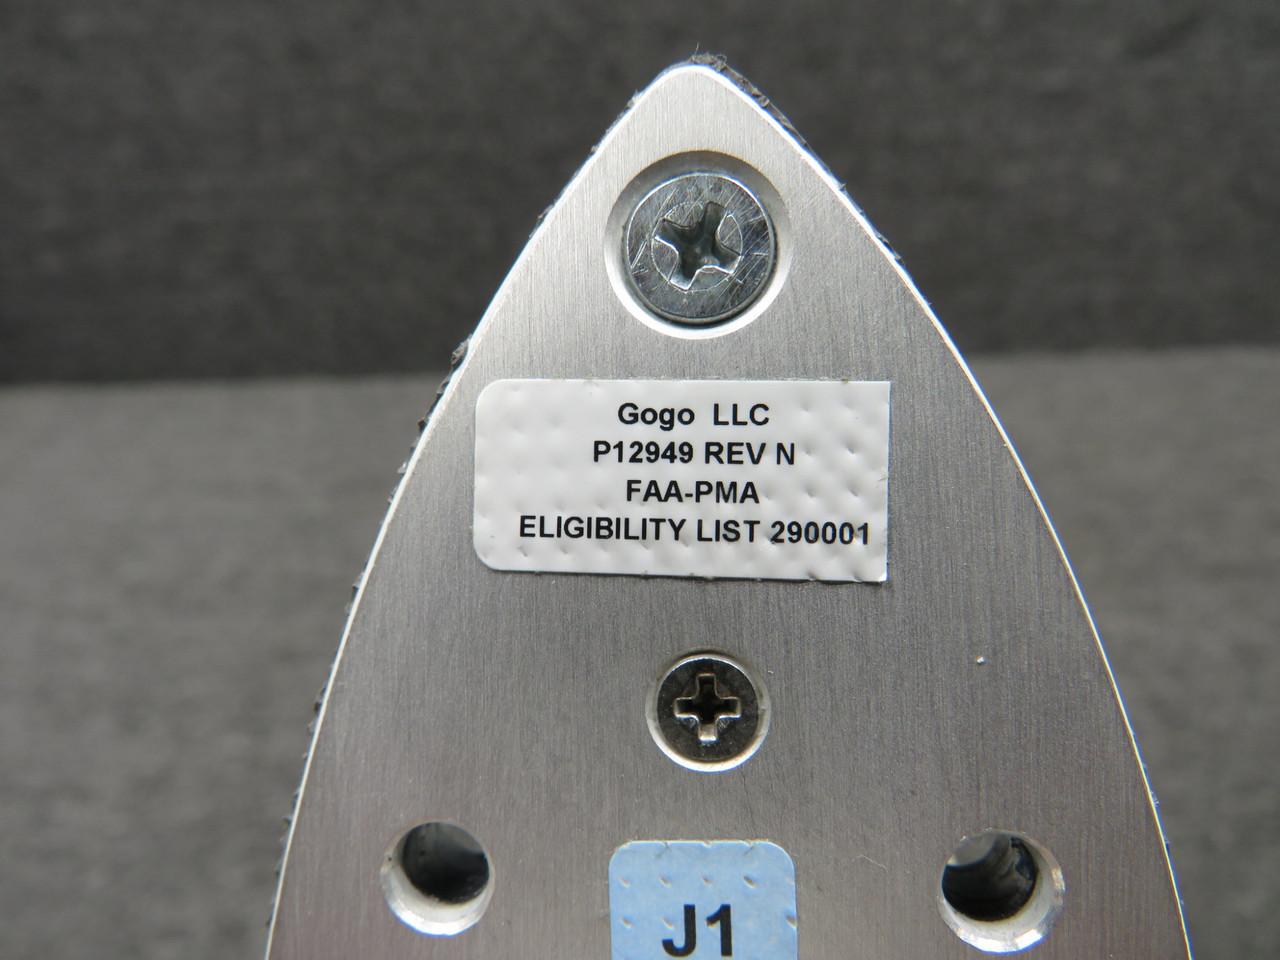 Gogo LLC
P12949 REV N
FAA-PMA
ELIGIBILITY LIST 290001
J1